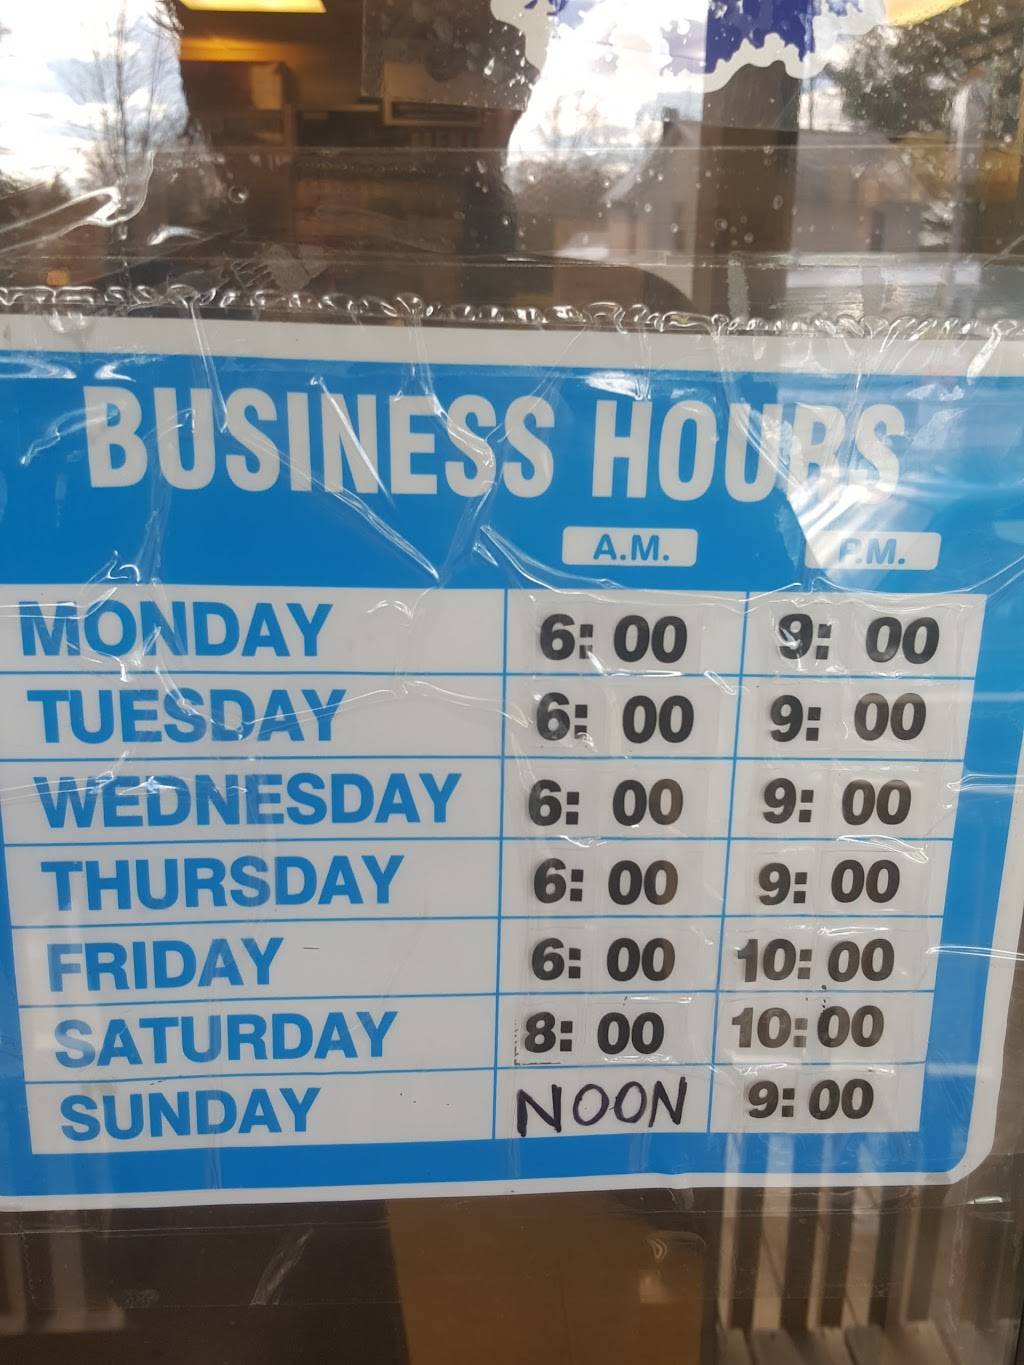 BUSINESS HOURS
A.M. P.M.
MONDAY 6:00 9:00
TUESDAY 6:00 9:00
WEDNESDAY 6:00 9:00
THURSDAY 6:00 9:00
FRIDAY 6:00 10:00
SATURDAY 8:00 10:00
SUNDAY NOON 9:00